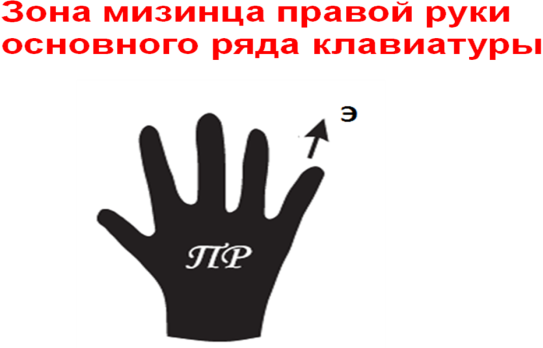 Зона мизинца правой руки
основного ряда клавиатуры
Э
ПР